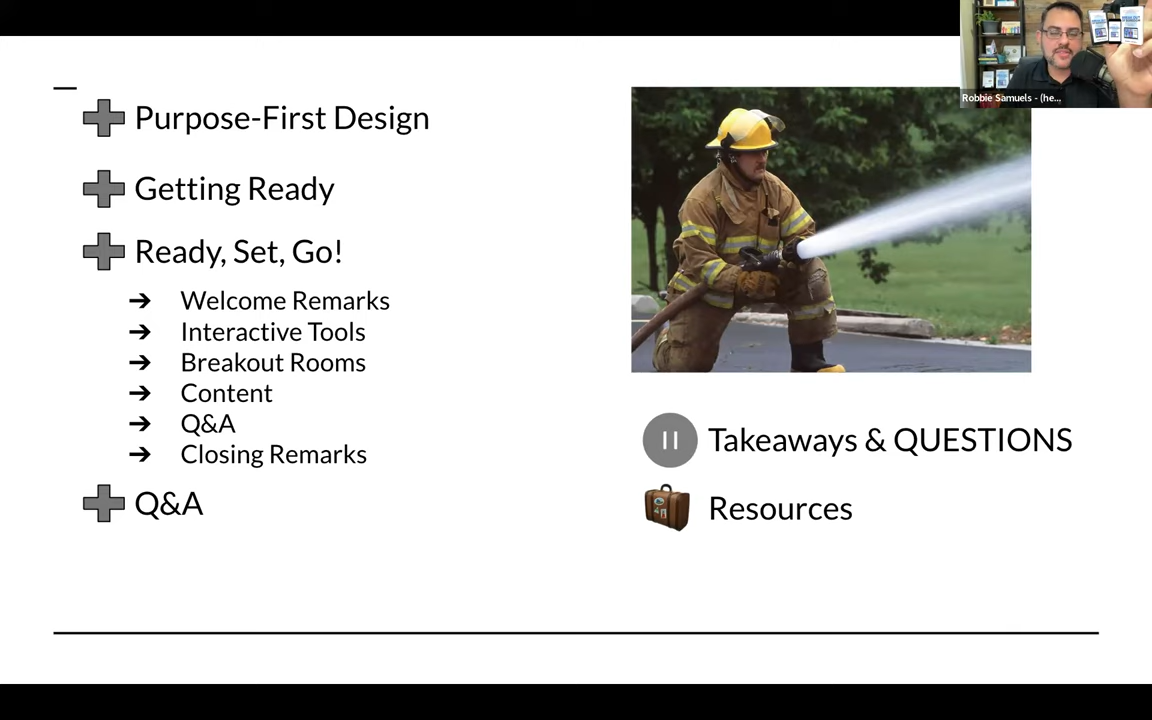 Purpose-First Design
Getting Ready
Ready, Set, Go!
Welcome Remarks
Interactive Tools
Breakout Rooms
Content
Q&A
Closing Remarks
Q&A
Takeaways & QUESTIONS
Resources
Robbie Samuels - (he...